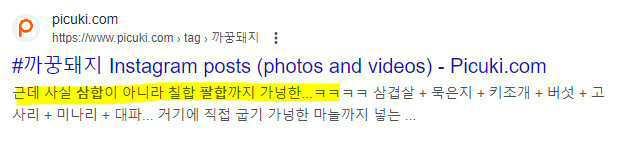 picuki.com
https://www.picuki.com › tag › 까꿍돼지
#까꿍돼지 Instagram posts (photos and videos) - Picuki.com
근데 사실 삼합이 아니라 칠합 팔합까지 가넝한...ㅋㅋㅋㅋ 삼겹살 + 묵은지 + 키조개 + 버섯 + 고
사리 + 미나리 + 대파... 거기에 직접 굽기 가넝한 마늘까지 넣는 ...